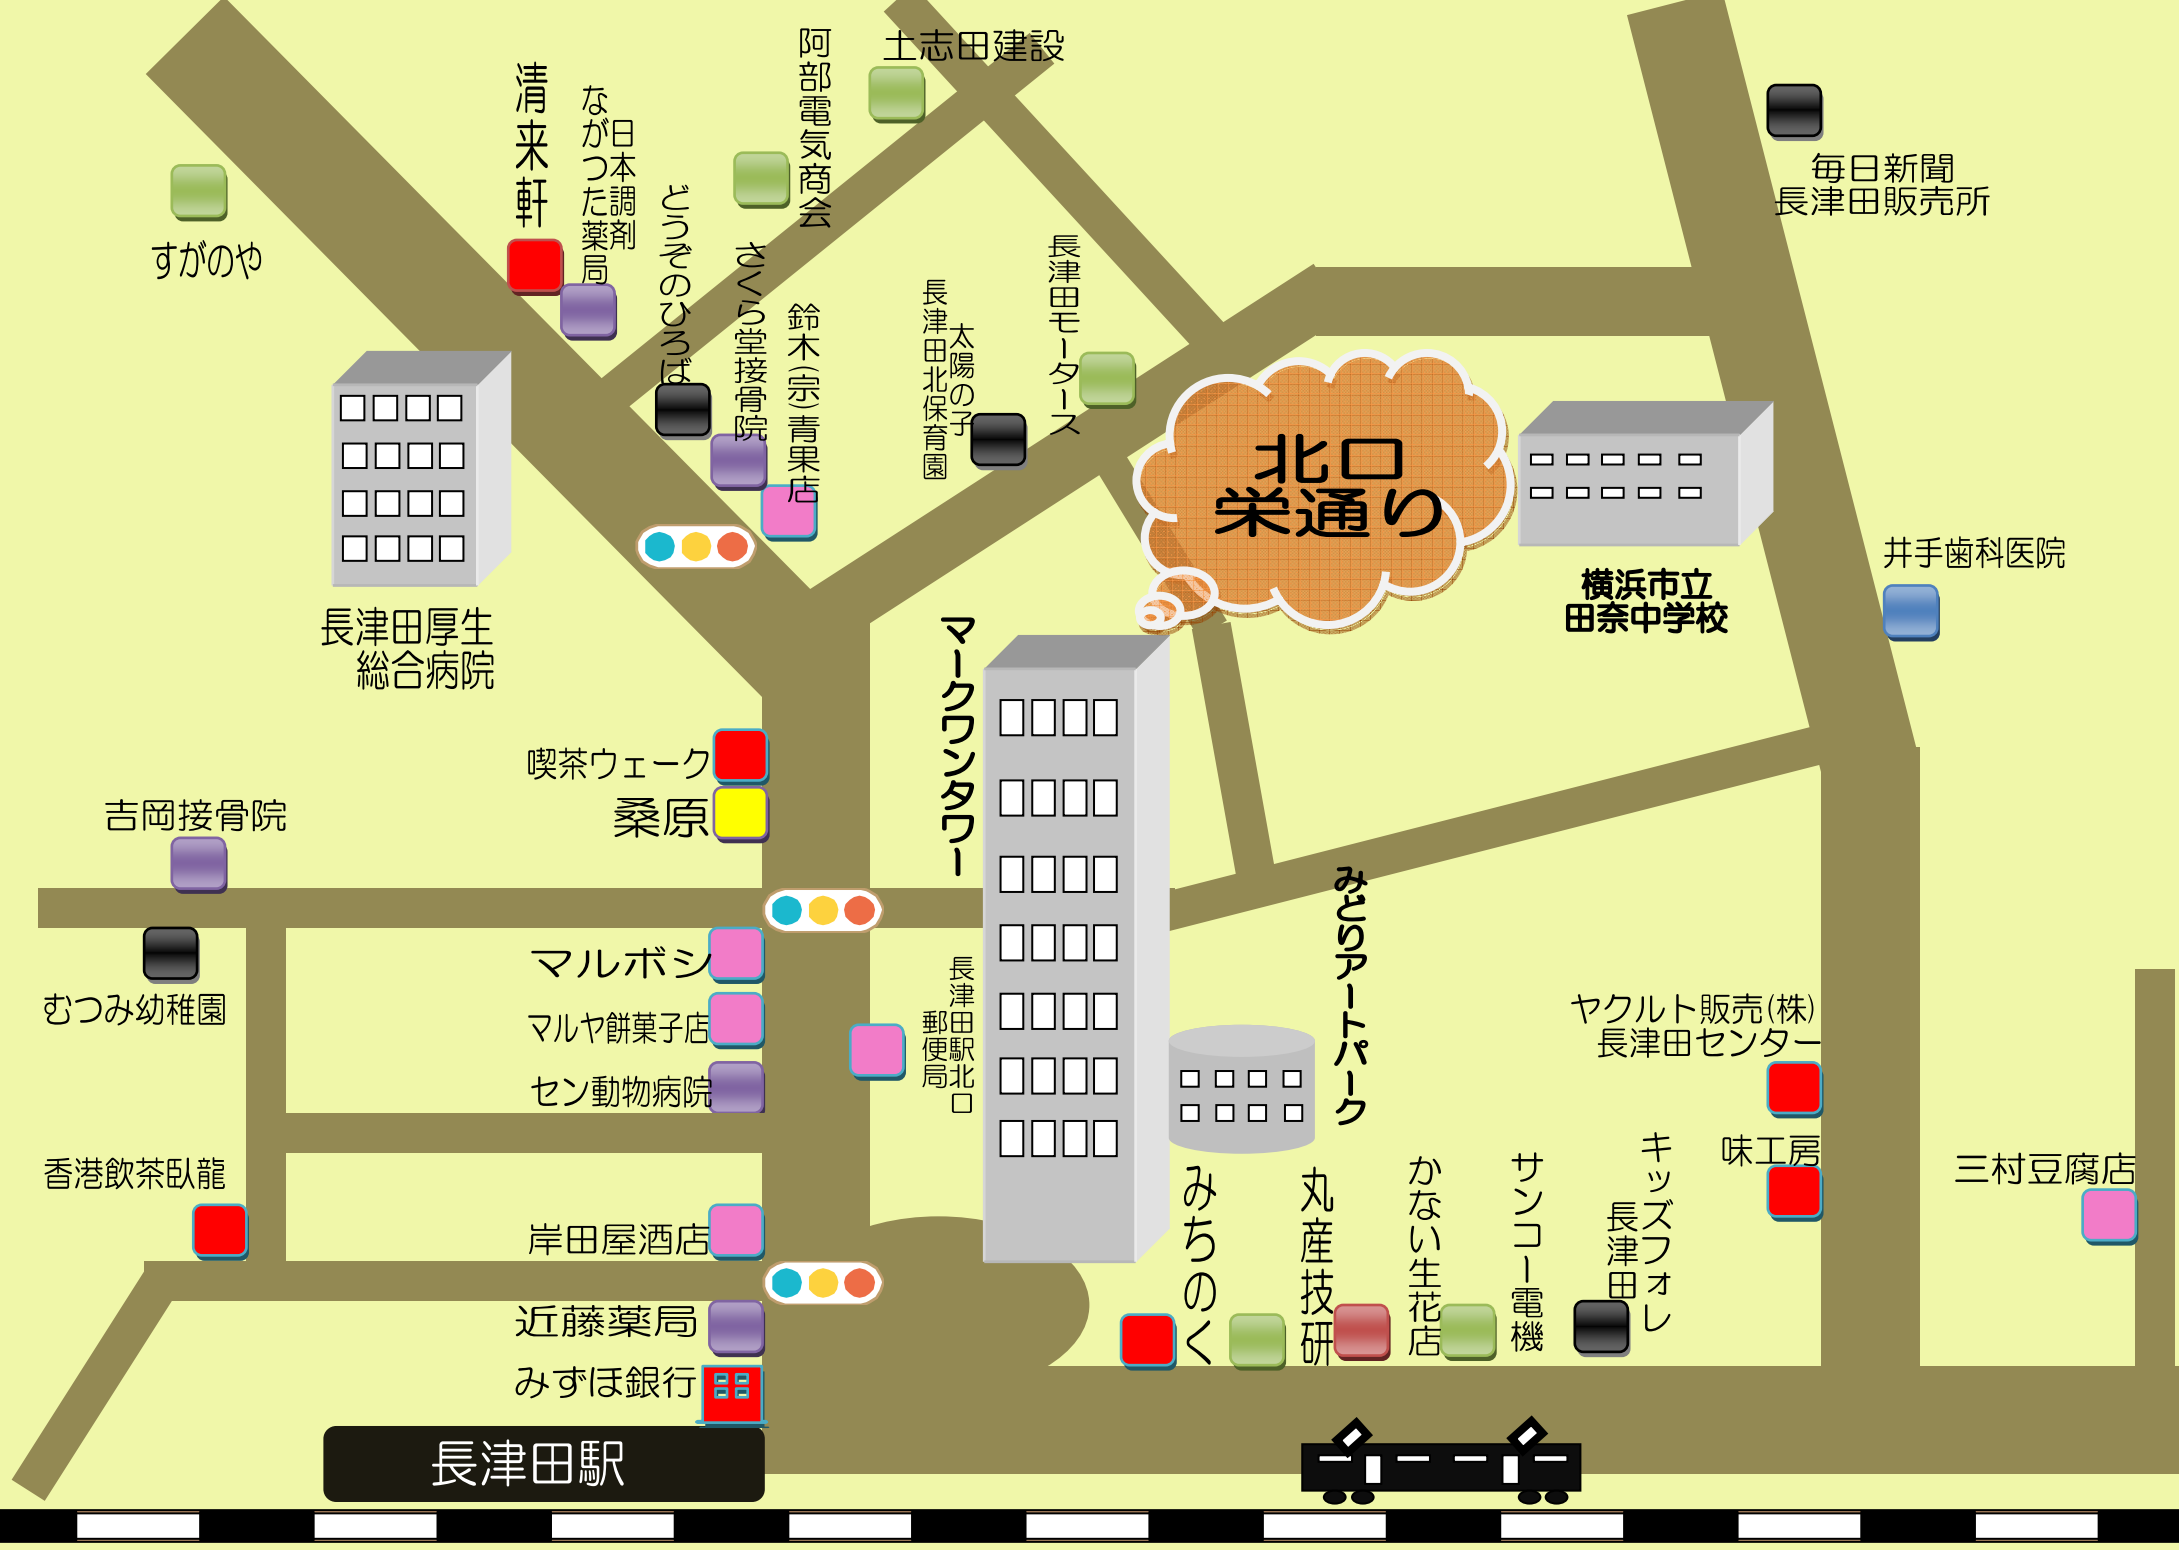 土志田建設
阿部電気商会
清来軒
日本調剤
ながつた薬局
どうぞのひろば
さくら堂接骨院
鈴木(宗)青果店
すがのや
毎日新聞
長津田販売所
長津田モータース
太陽の子
長津田北保育園
北口
栄通り
横浜市立
田奈中学校
井手歯科医院
長津田厚生
総合病院
マークワンタワー
喫茶ウェーク
桑原
吉岡接骨院
みどりアートパーク
マルボシ
むつみ幼稚園
マルヤ餅菓子店
セン動物病院
長津田駅北口
郵便局
ヤクルト販売(株)
長津田センター
味工房
三村豆腐店
香港飲茶臥龍
岸田屋酒店
近藤薬局
みずほ銀行
みちのく
丸産技研
かない生花店
サンコー電機
キッズフォレ
長津田
長津田駅